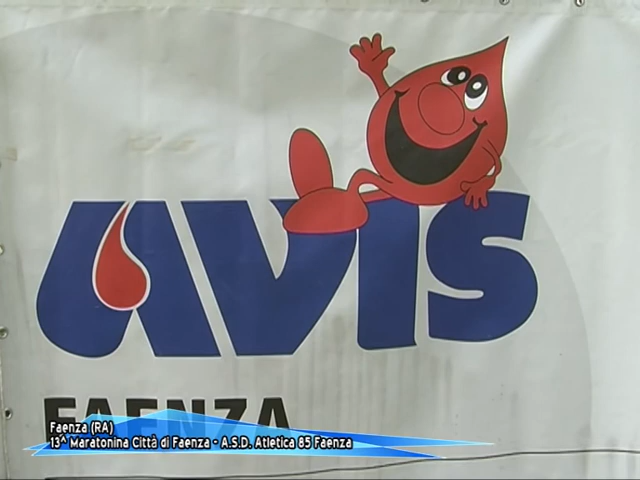 AVIS
FAENZA
Faenza (RA)
13^ Maratonina Città di Faenza - A.S.D. Atletica 85 Faenza